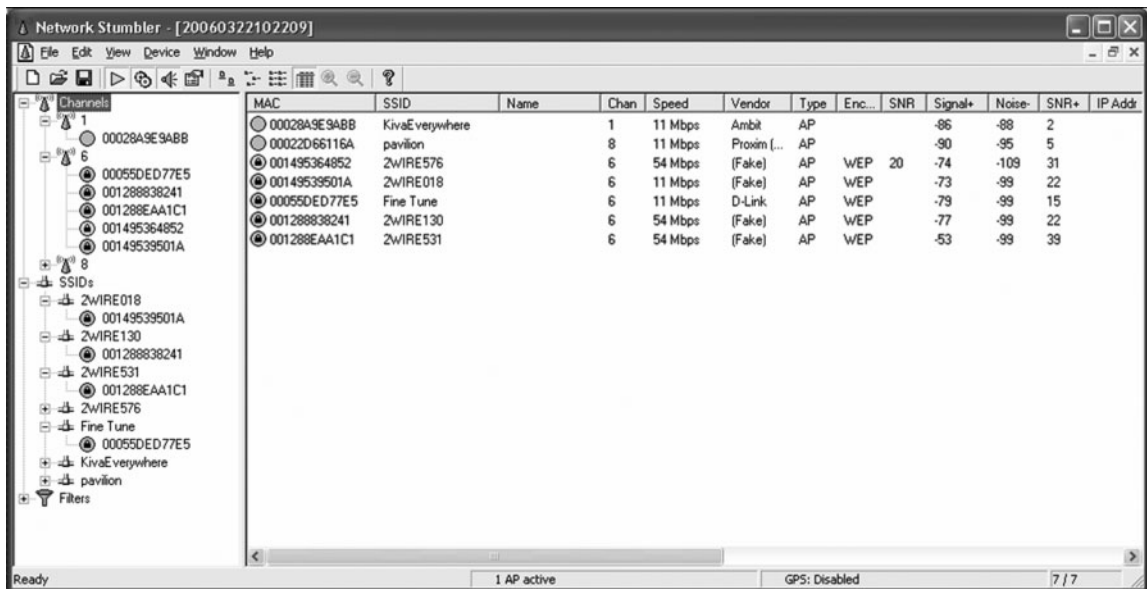 Network Stumbler - [20060322102209]
File Edit View Device Window Help
Channels
1
00028A9E9ABB
6
00055DED77E5
001288838241
001288EAA1C1
001495364852
00149539501A
8
SSIDs
2WIRE018
00149539501A
2WIRE130
001288838241
2WIRE531
001288EAA1C1
2WIRE576
Fine Tune
00055DED77E5
KivaEverywhere
pavilion
Filters
MAC SSID Name Chan Speed Vendor Type Enc... SNR Signal+ Noise- SNR+ IP Addr
00028A9E9ABB KivaEverywhere 1 11 Mbps Ambit AP -86 -88 2
00022D66116A pavilion 8 11 Mbps Proxim (... AP -90 -95 5
001495364852 2WIRE576 6 54 Mbps (Fake) AP WEP 20 -74 -109 31
00149539501A 2WIRE018 6 11 Mbps (Fake) AP WEP -73 -99 22
00055DED77E5 Fine Tune 6 11 Mbps D-Link AP WEP -79 -99 15
001288838241 2WIRE130 6 54 Mbps (Fake) AP WEP -77 -99 22
001288EAA1C1 2WIRE531 6 54 Mbps (Fake) AP WEP -53 -99 39
Ready 1 AP active GPS: Disabled 7 / 7